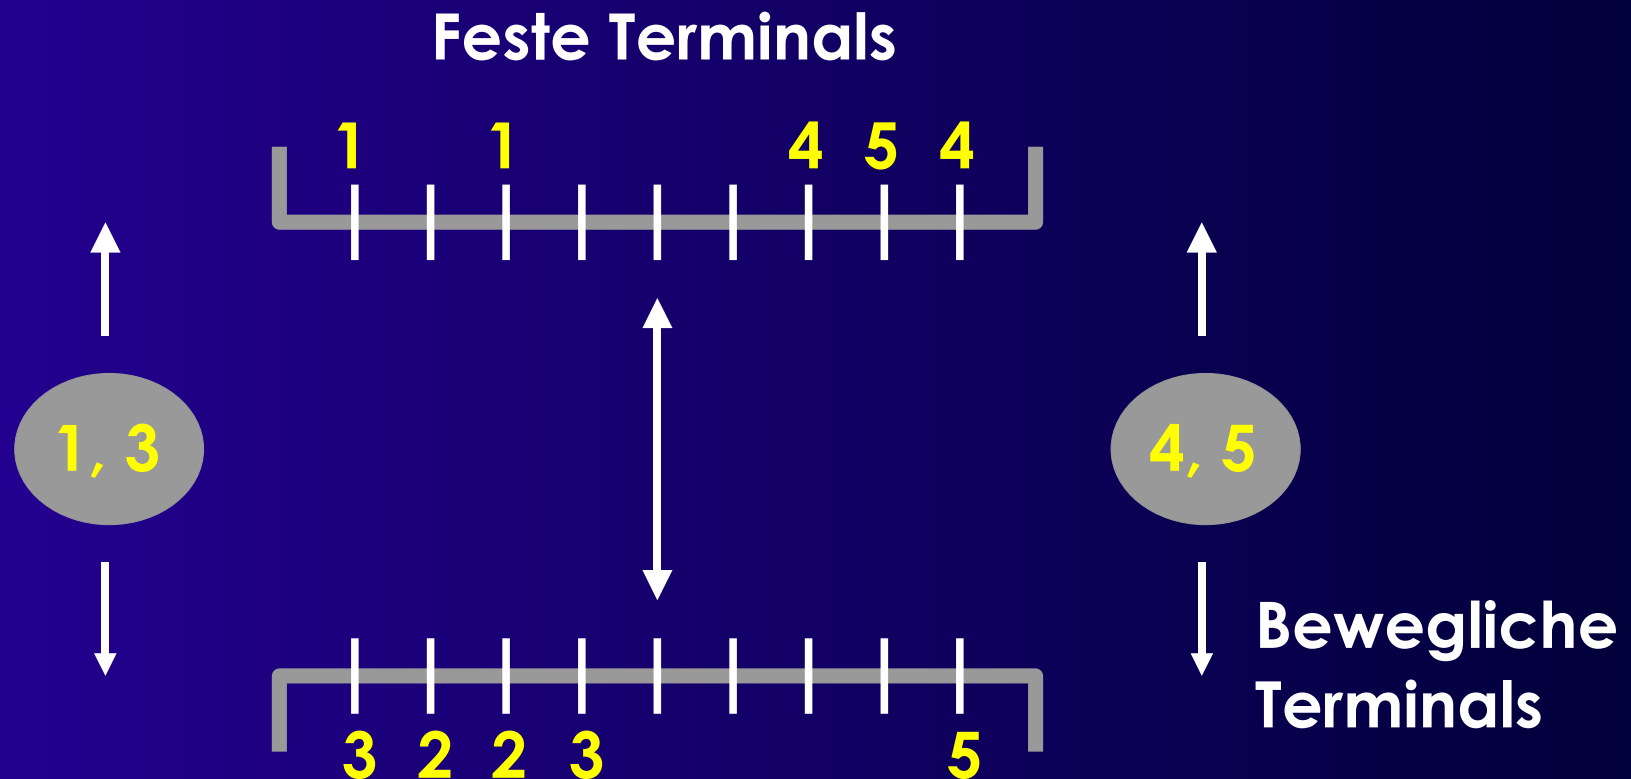 Feste Terminals
1 1 4 5 4
1, 3
4, 5
Bewegliche
Terminals
3 2 2 3 5